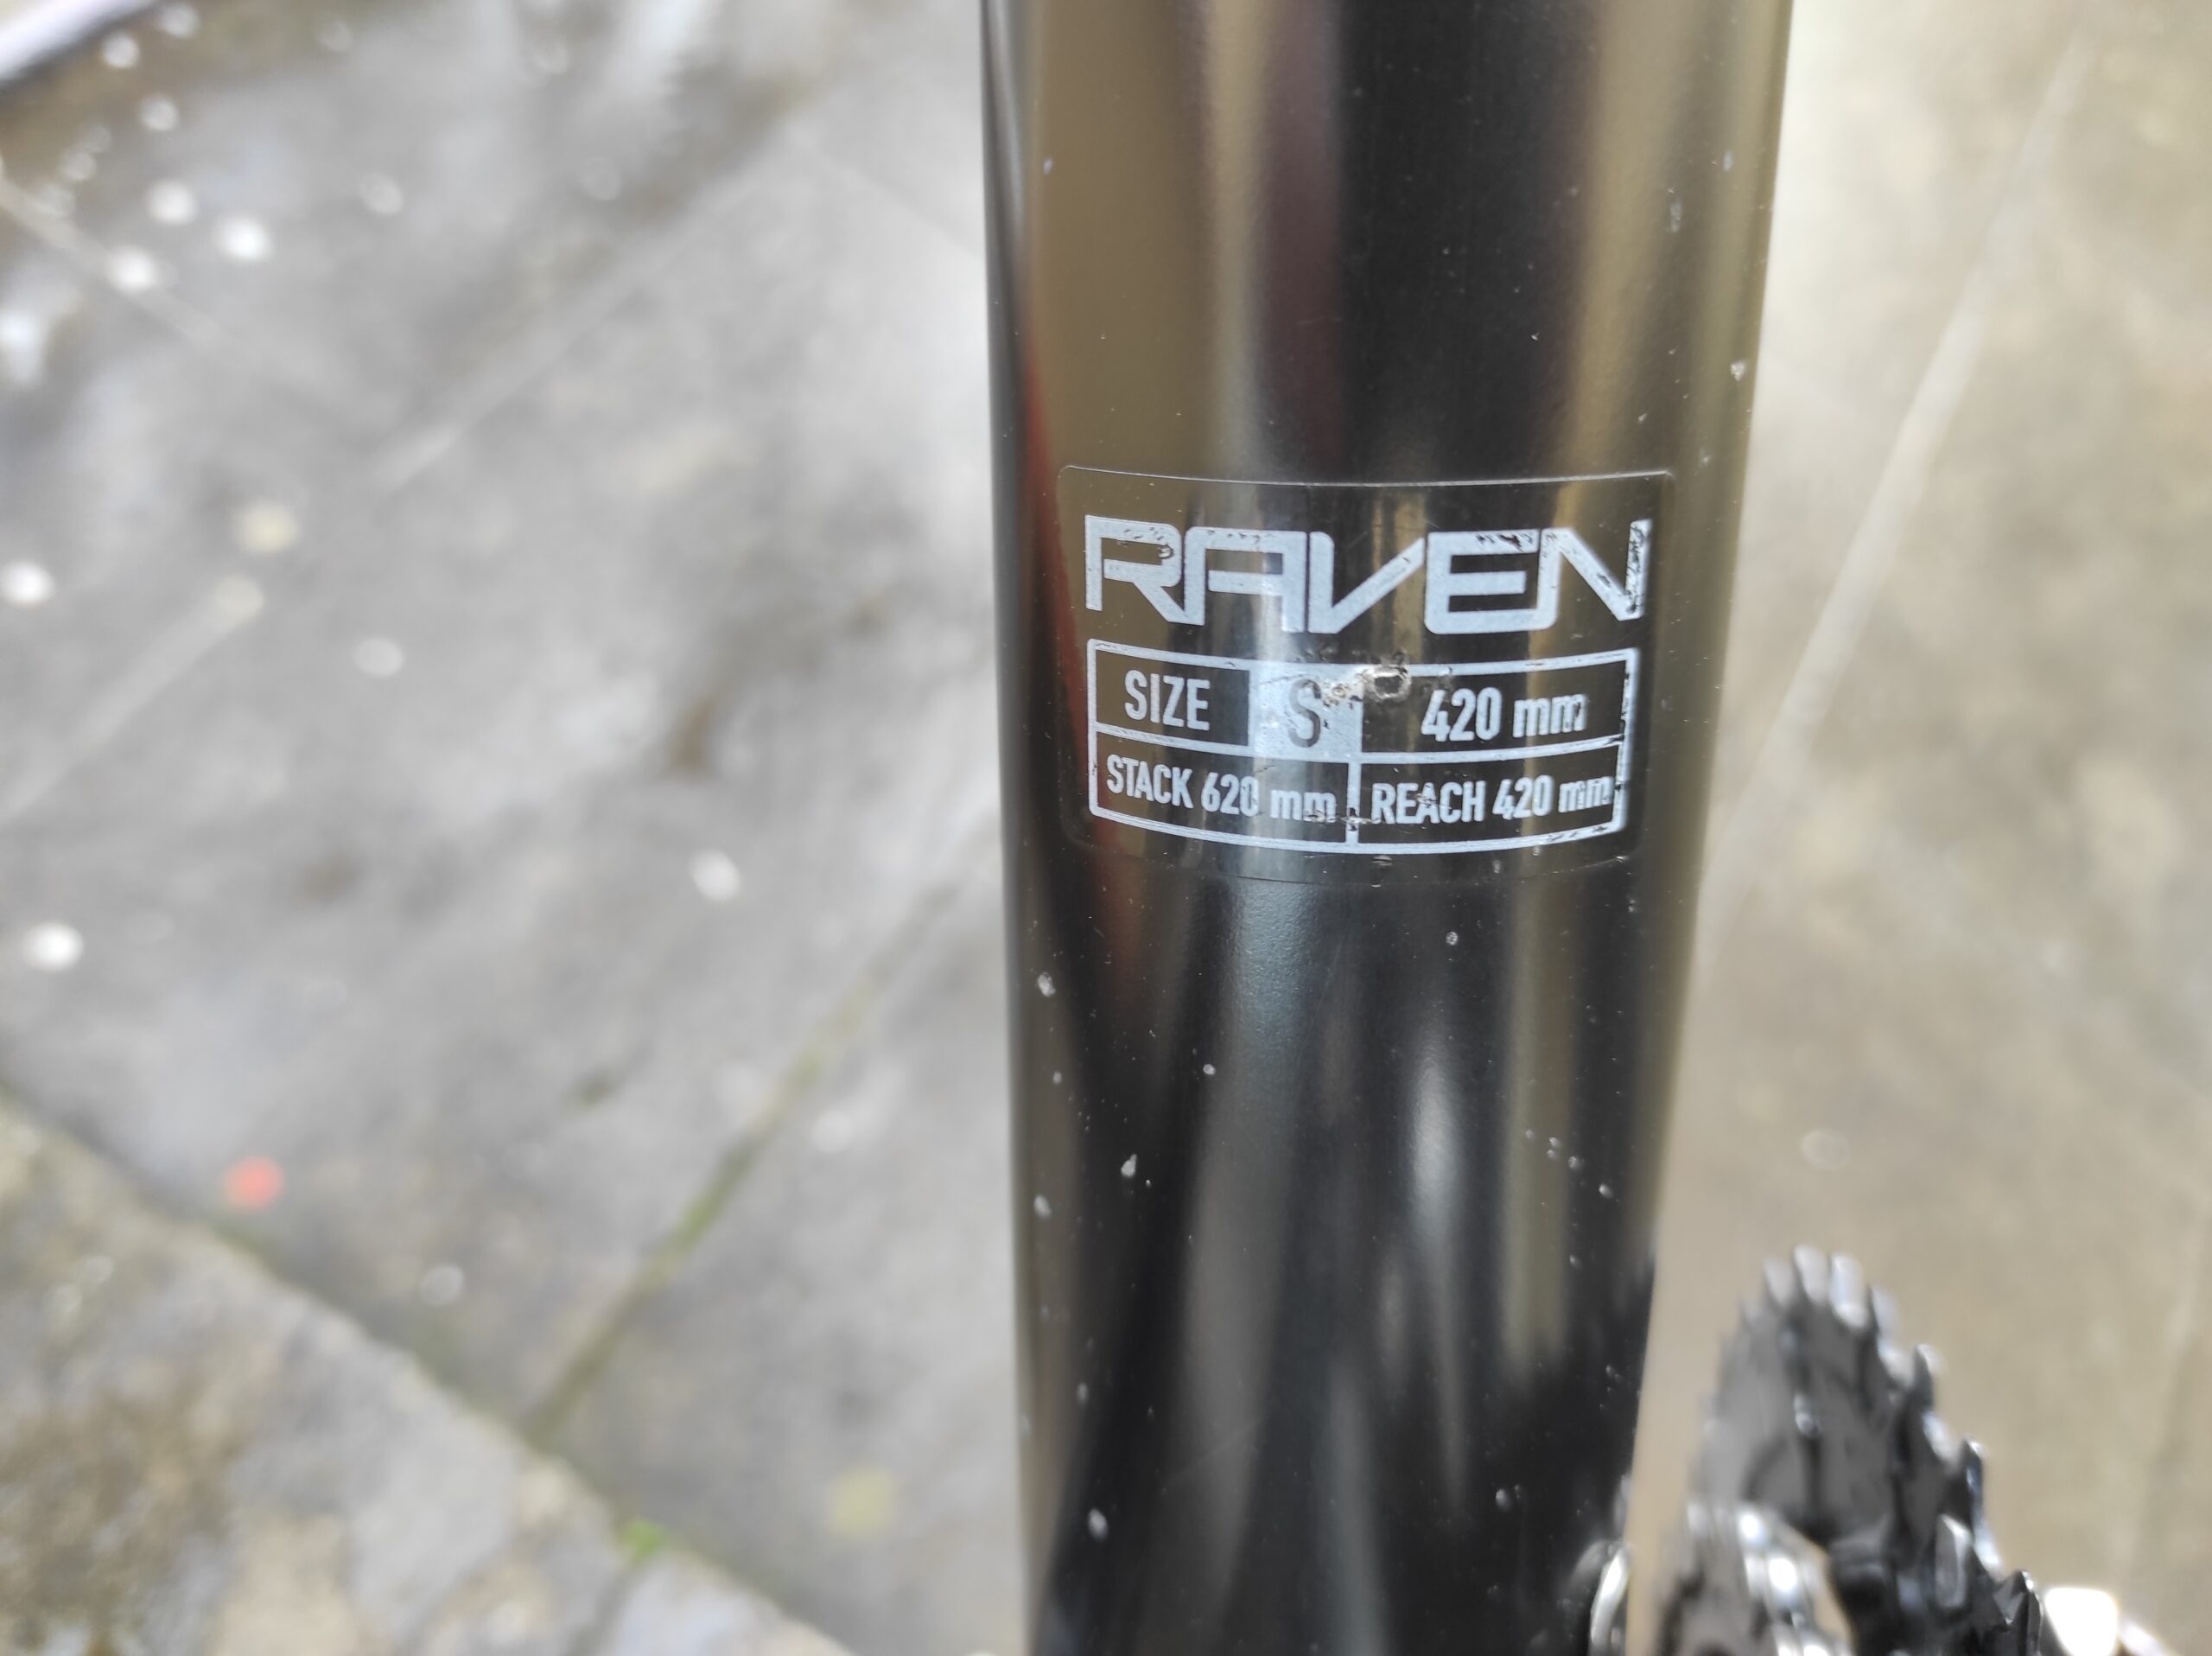 RAVEN
SIZE S 420 mm
STACK 620 mm REACH 420 mm